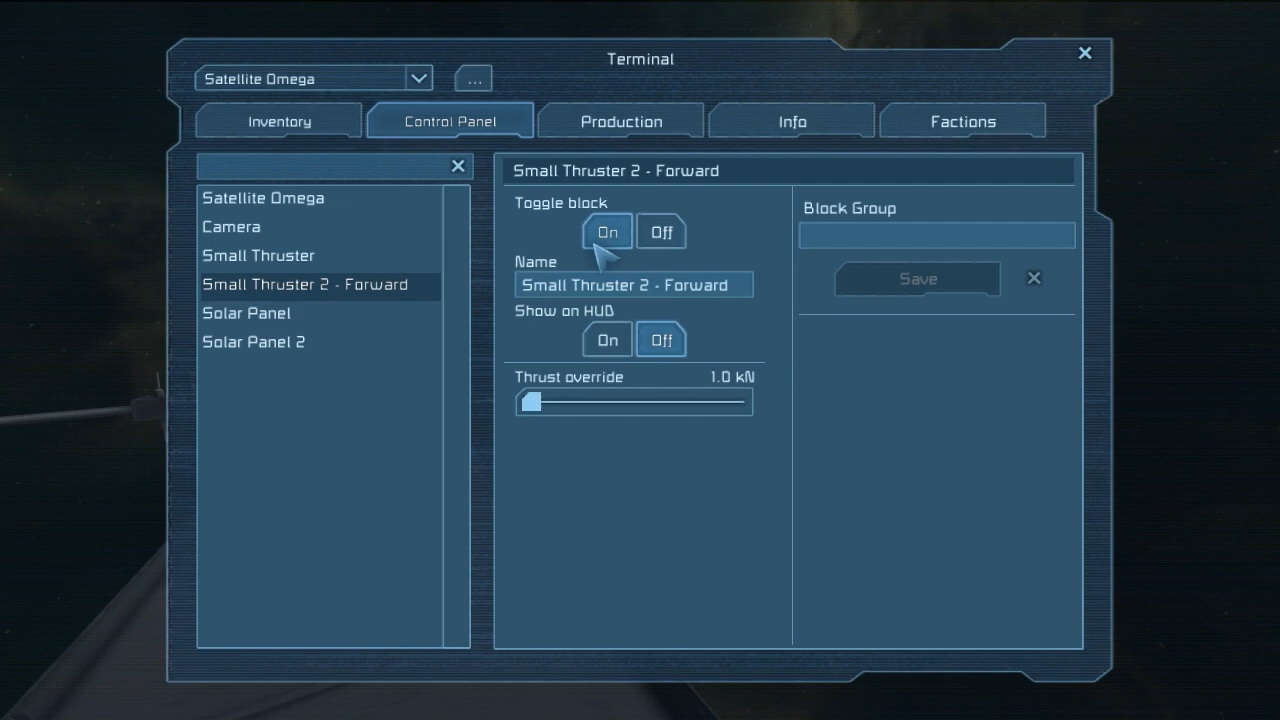 Terminal
Satellite Omega
...
Inventory
Control Panel
Production
Info
Factions
Satellite Omega
Camera
Small Thruster
Small Thruster 2 - Forward
Solar Panel
Solar Panel 2
Small Thruster 2 - Forward
Toggle block
On Off
Name
Small Thruster 2 - Forward
Show on HUD
On Off
Thrust override 1.0 kN
Block Group
Save